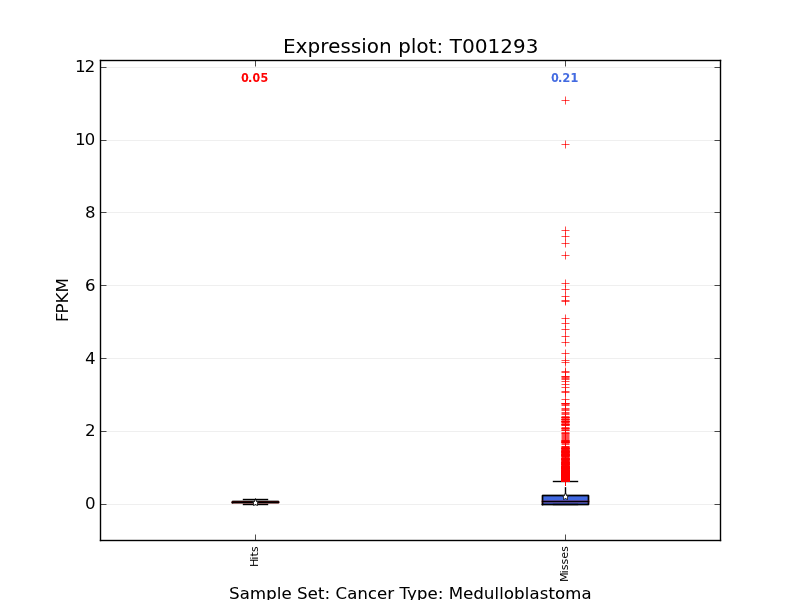 Expression plot: T001293
12
10
8
6
4
2
0
FPKM
0.05
0.21
Hits
Misses
Sample Set: Cancer Type: Medulloblastoma